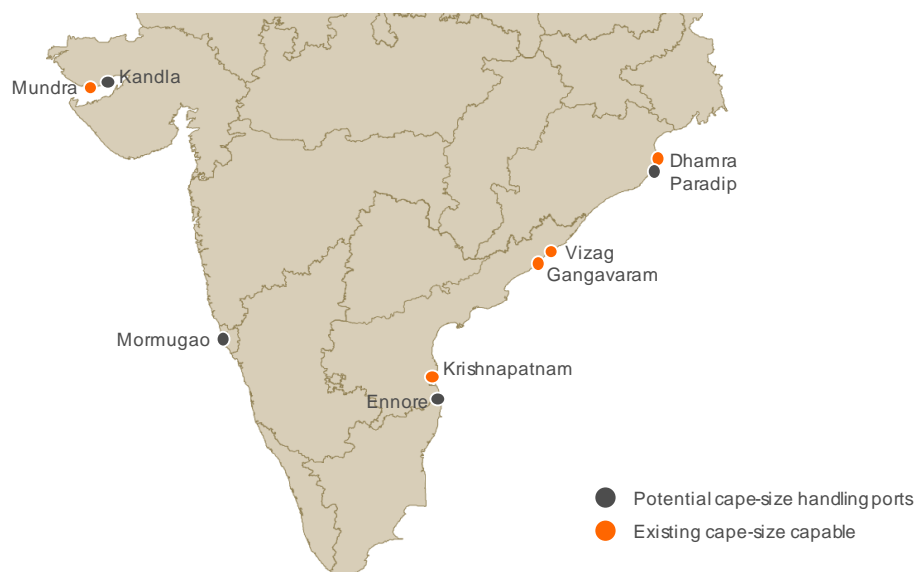 Kandla
Mundra
Dhamra
Paradip
Vizag
Gangavaram
Mormugao
Krishnapatnam
Ennore
Potential cape-size handling ports
Existing cape-size capable